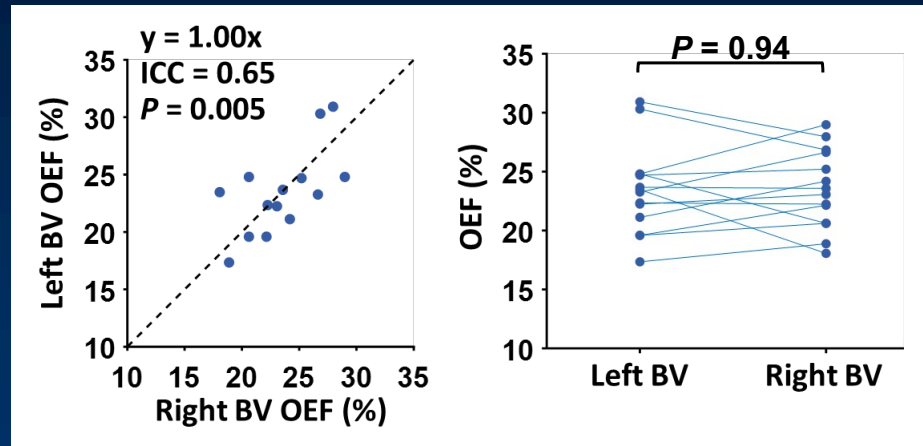 y = 1.00x
ICC = 0.65
P = 0.005
35
30
25
20
15
10
Left BV OEF (%)
10 15 20 25 30 35
Right BV OEF (%)
P = 0.94
35
30
25
20
15
10
OEF (%)
Left BV Right BV